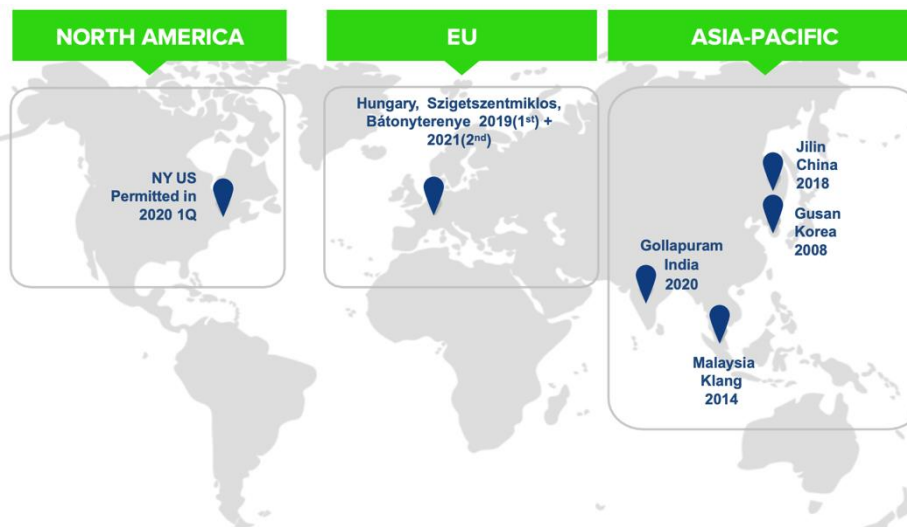 NORTH AMERICA
EU
ASIA-PACIFIC
NY US
Permitted in
2020 1Q
Hungary, Szigetszentmiklos,
Bátonyterenye 2019(1st) +
2021(2nd)
Jilin
China
2018
Gusan
Korea
2008
Gollapuram
India
2020
Malaysia
Klang
2014